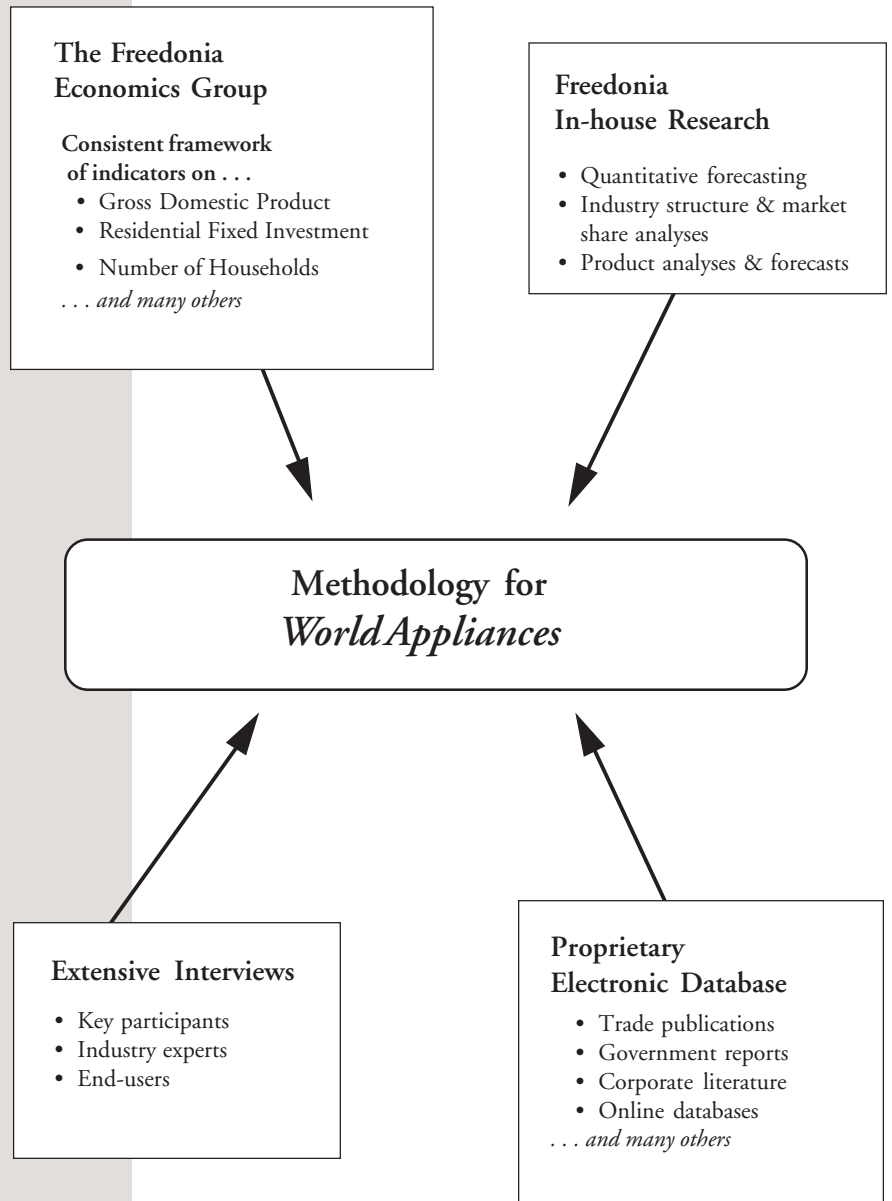 The Freedonia
Economics Group
Consistent framework
of indicators on . . .
• Gross Domestic Product
• Residential Fixed Investment
• Number of Households
. . . and many others
Freedonia
In-house Research
• Quantitative forecasting
• Industry structure & market
share analyses
• Product analyses & forecasts
Methodology for
World Appliances
Extensive Interviews
• Key participants
• Industry experts
• End-users
Proprietary
Electronic Database
• Trade publications
• Government reports
• Corporate literature
• Online databases
. . . and many others